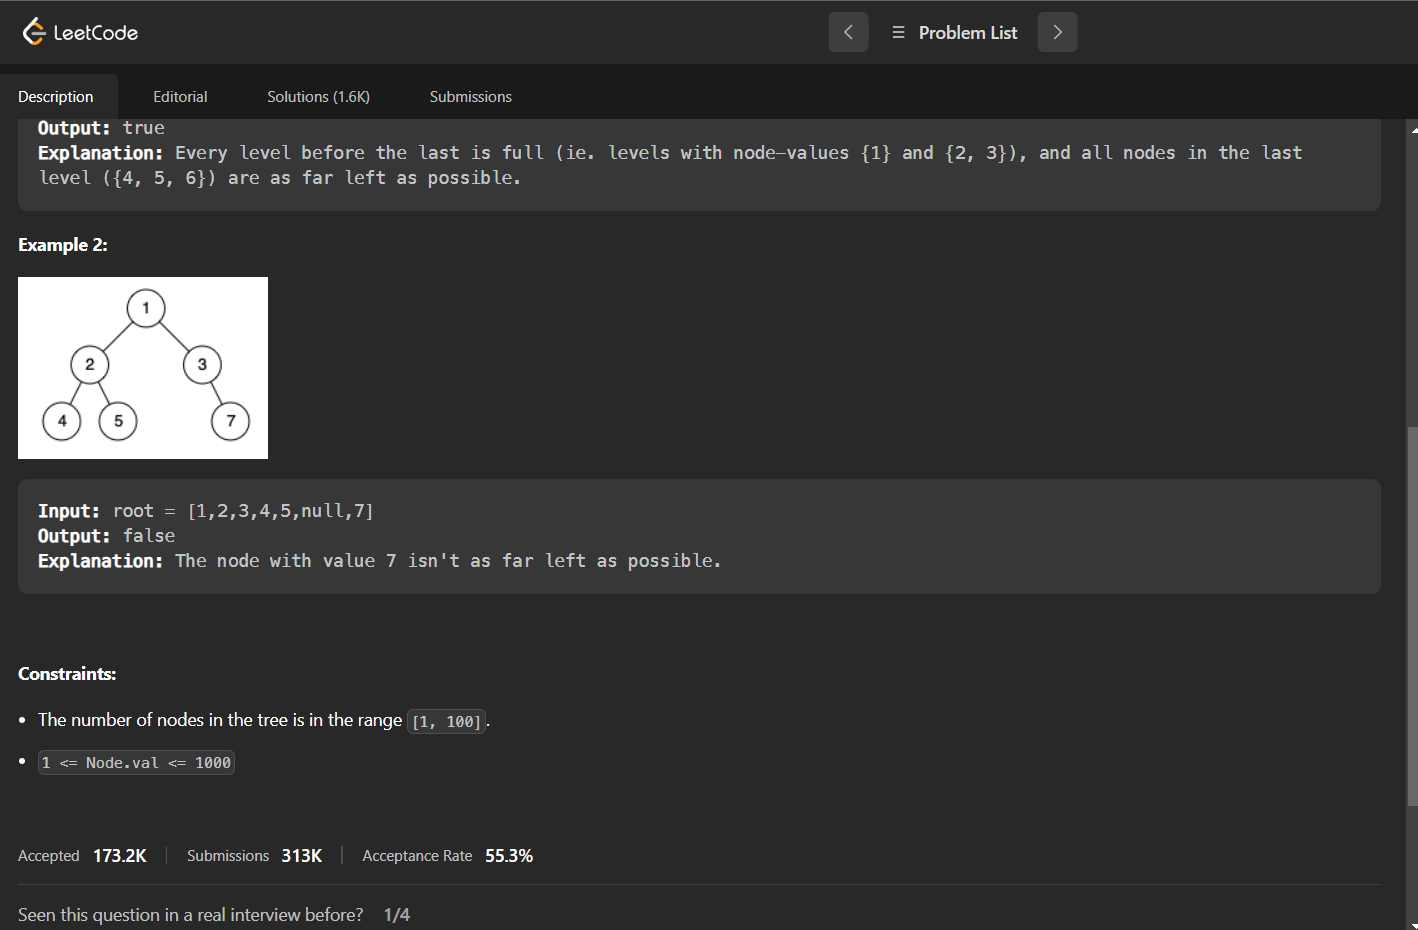 LeetCode
Problem List
Description Editorial Solutions (1.6K) Submissions
Output: true
Explanation: Every level before the last is full (ie. levels with node-values {1} and {2, 3}), and all nodes in the last
level ({4, 5, 6}) are as far left as possible.
Example 2:
1
2 3
4 5 7
Input: root = [1,2,3,4,5,null,7]
Output: false
Explanation: The node with value 7 isn't as far left as possible.
Constraints:
• The number of nodes in the tree is in the range [1, 100].
• 1 <= Node.val <= 1000
Accepted 173.2K Submissions 313K Acceptance Rate 55.3%
Seen this question in a real interview before? 1/4